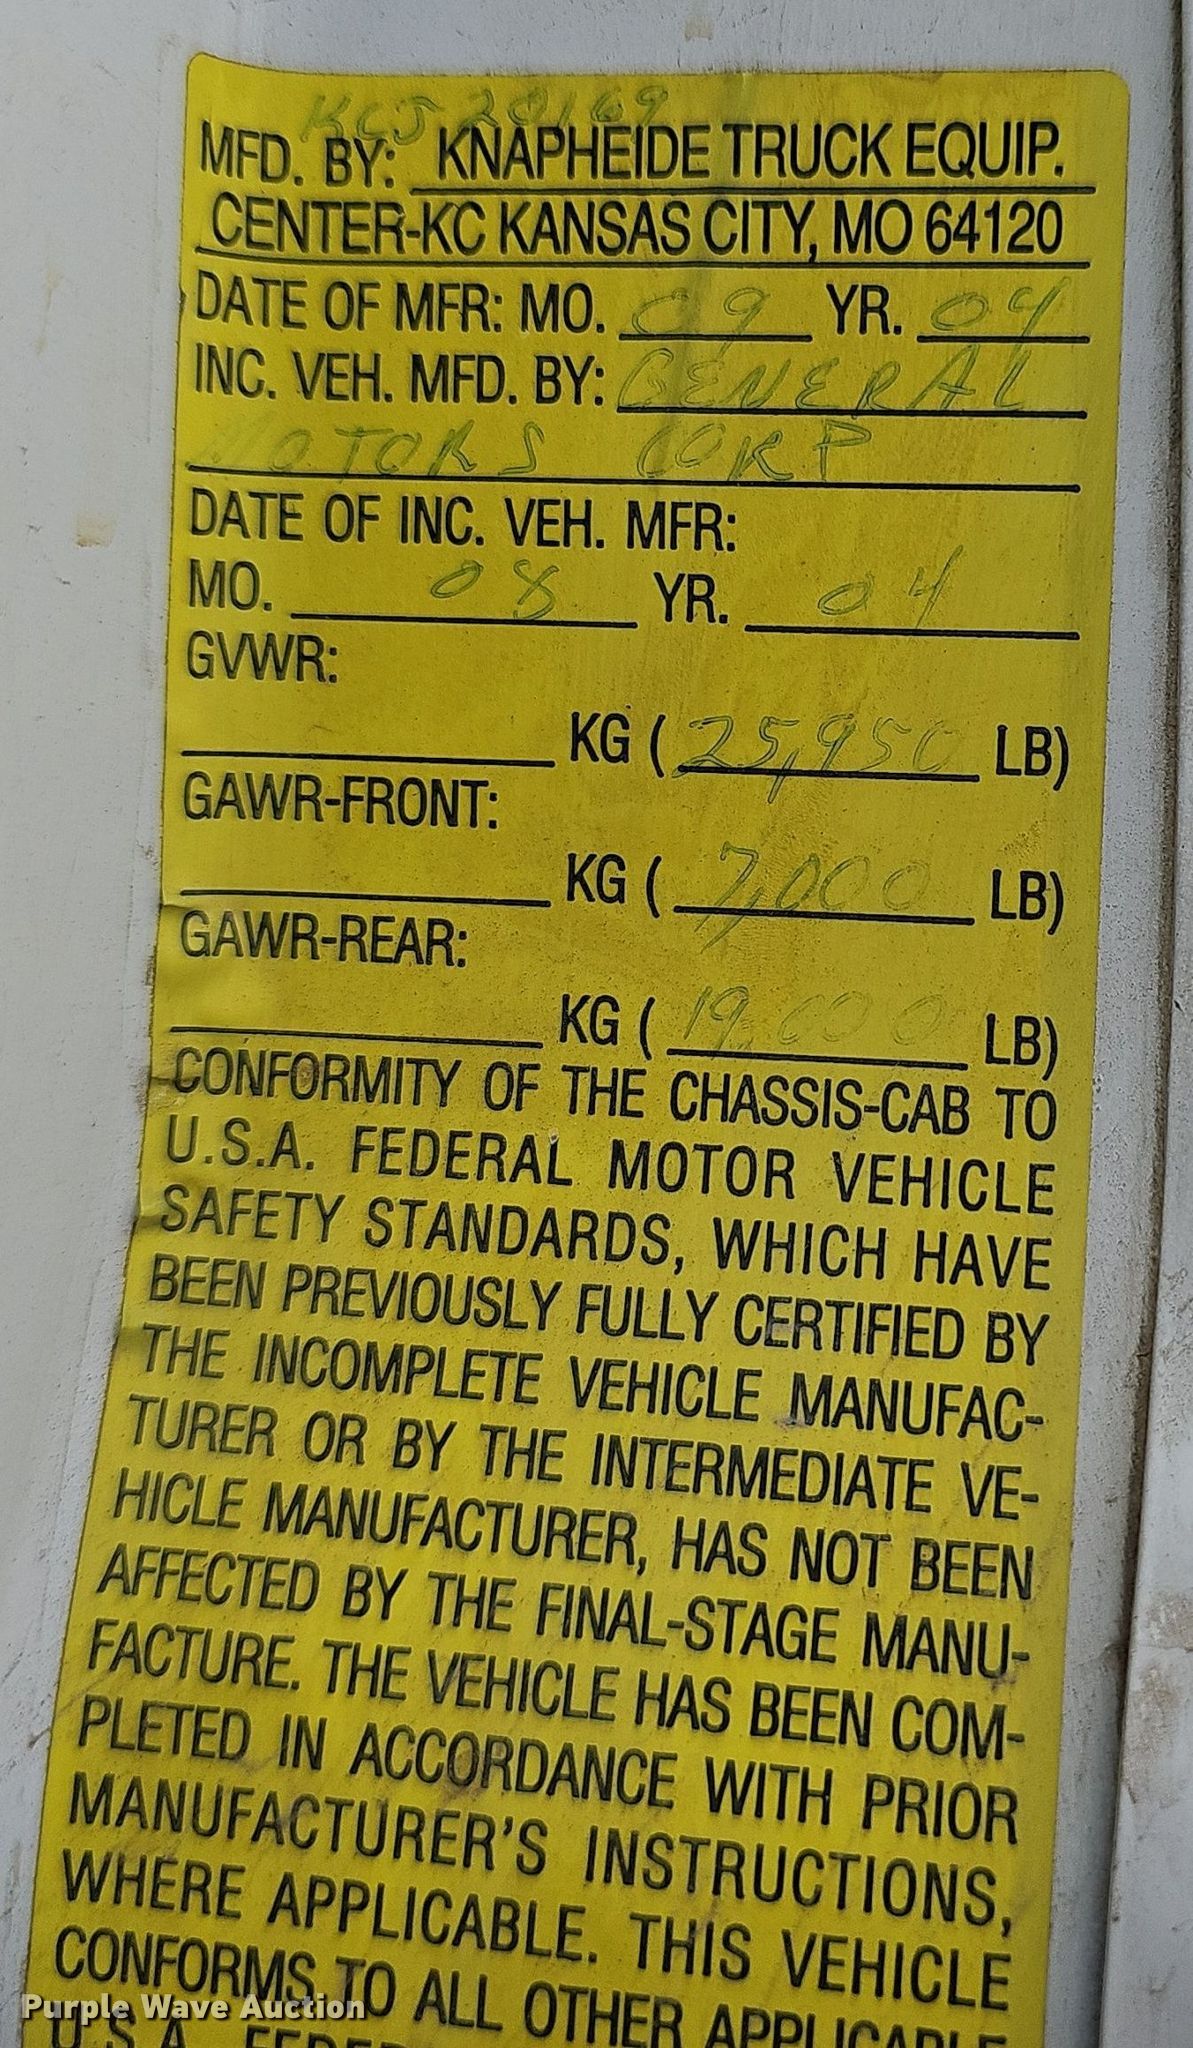 KCJ 20169
MFD. BY: KNAPHEIDE TRUCK EQUIP.
CENTER-KC KANSAS CITY, MO 64120
DATE OF MFR: MO. 09 YR. 04
INC. VEH. MFD. BY: GENERAL
MOTORS CORP
DATE OF INC. VEH. MFR:
MO. 08 YR. 04
GVWR:
KG ( 25,950 LB)
GAWR-FRONT:
KG ( 7,000 LB)
GAWR-REAR:
KG ( 19,000 LB)
CONFORMITY OF THE CHASSIS-CAB TO
U.S.A. FEDERAL MOTOR VEHICLE
SAFETY STANDARDS, WHICH HAVE
BEEN PREVIOUSLY FULLY CERTIFIED BY
THE INCOMPLETE VEHICLE MANUFAC-
TURER OR BY THE INTERMEDIATE VE-
HICLE MANUFACTURER, HAS NOT BEEN
AFFECTED BY THE FINAL-STAGE MANU-
FACTURE. THE VEHICLE HAS BEEN COM-
PLETED IN ACCORDANCE WITH PRIOR
MANUFACTURER'S INSTRUCTIONS,
WHERE APPLICABLE. THIS VEHICLE
CONFORMS TO ALL OTHER APPLICABLE
U.S.A. FEDER
Purple Wave Auction